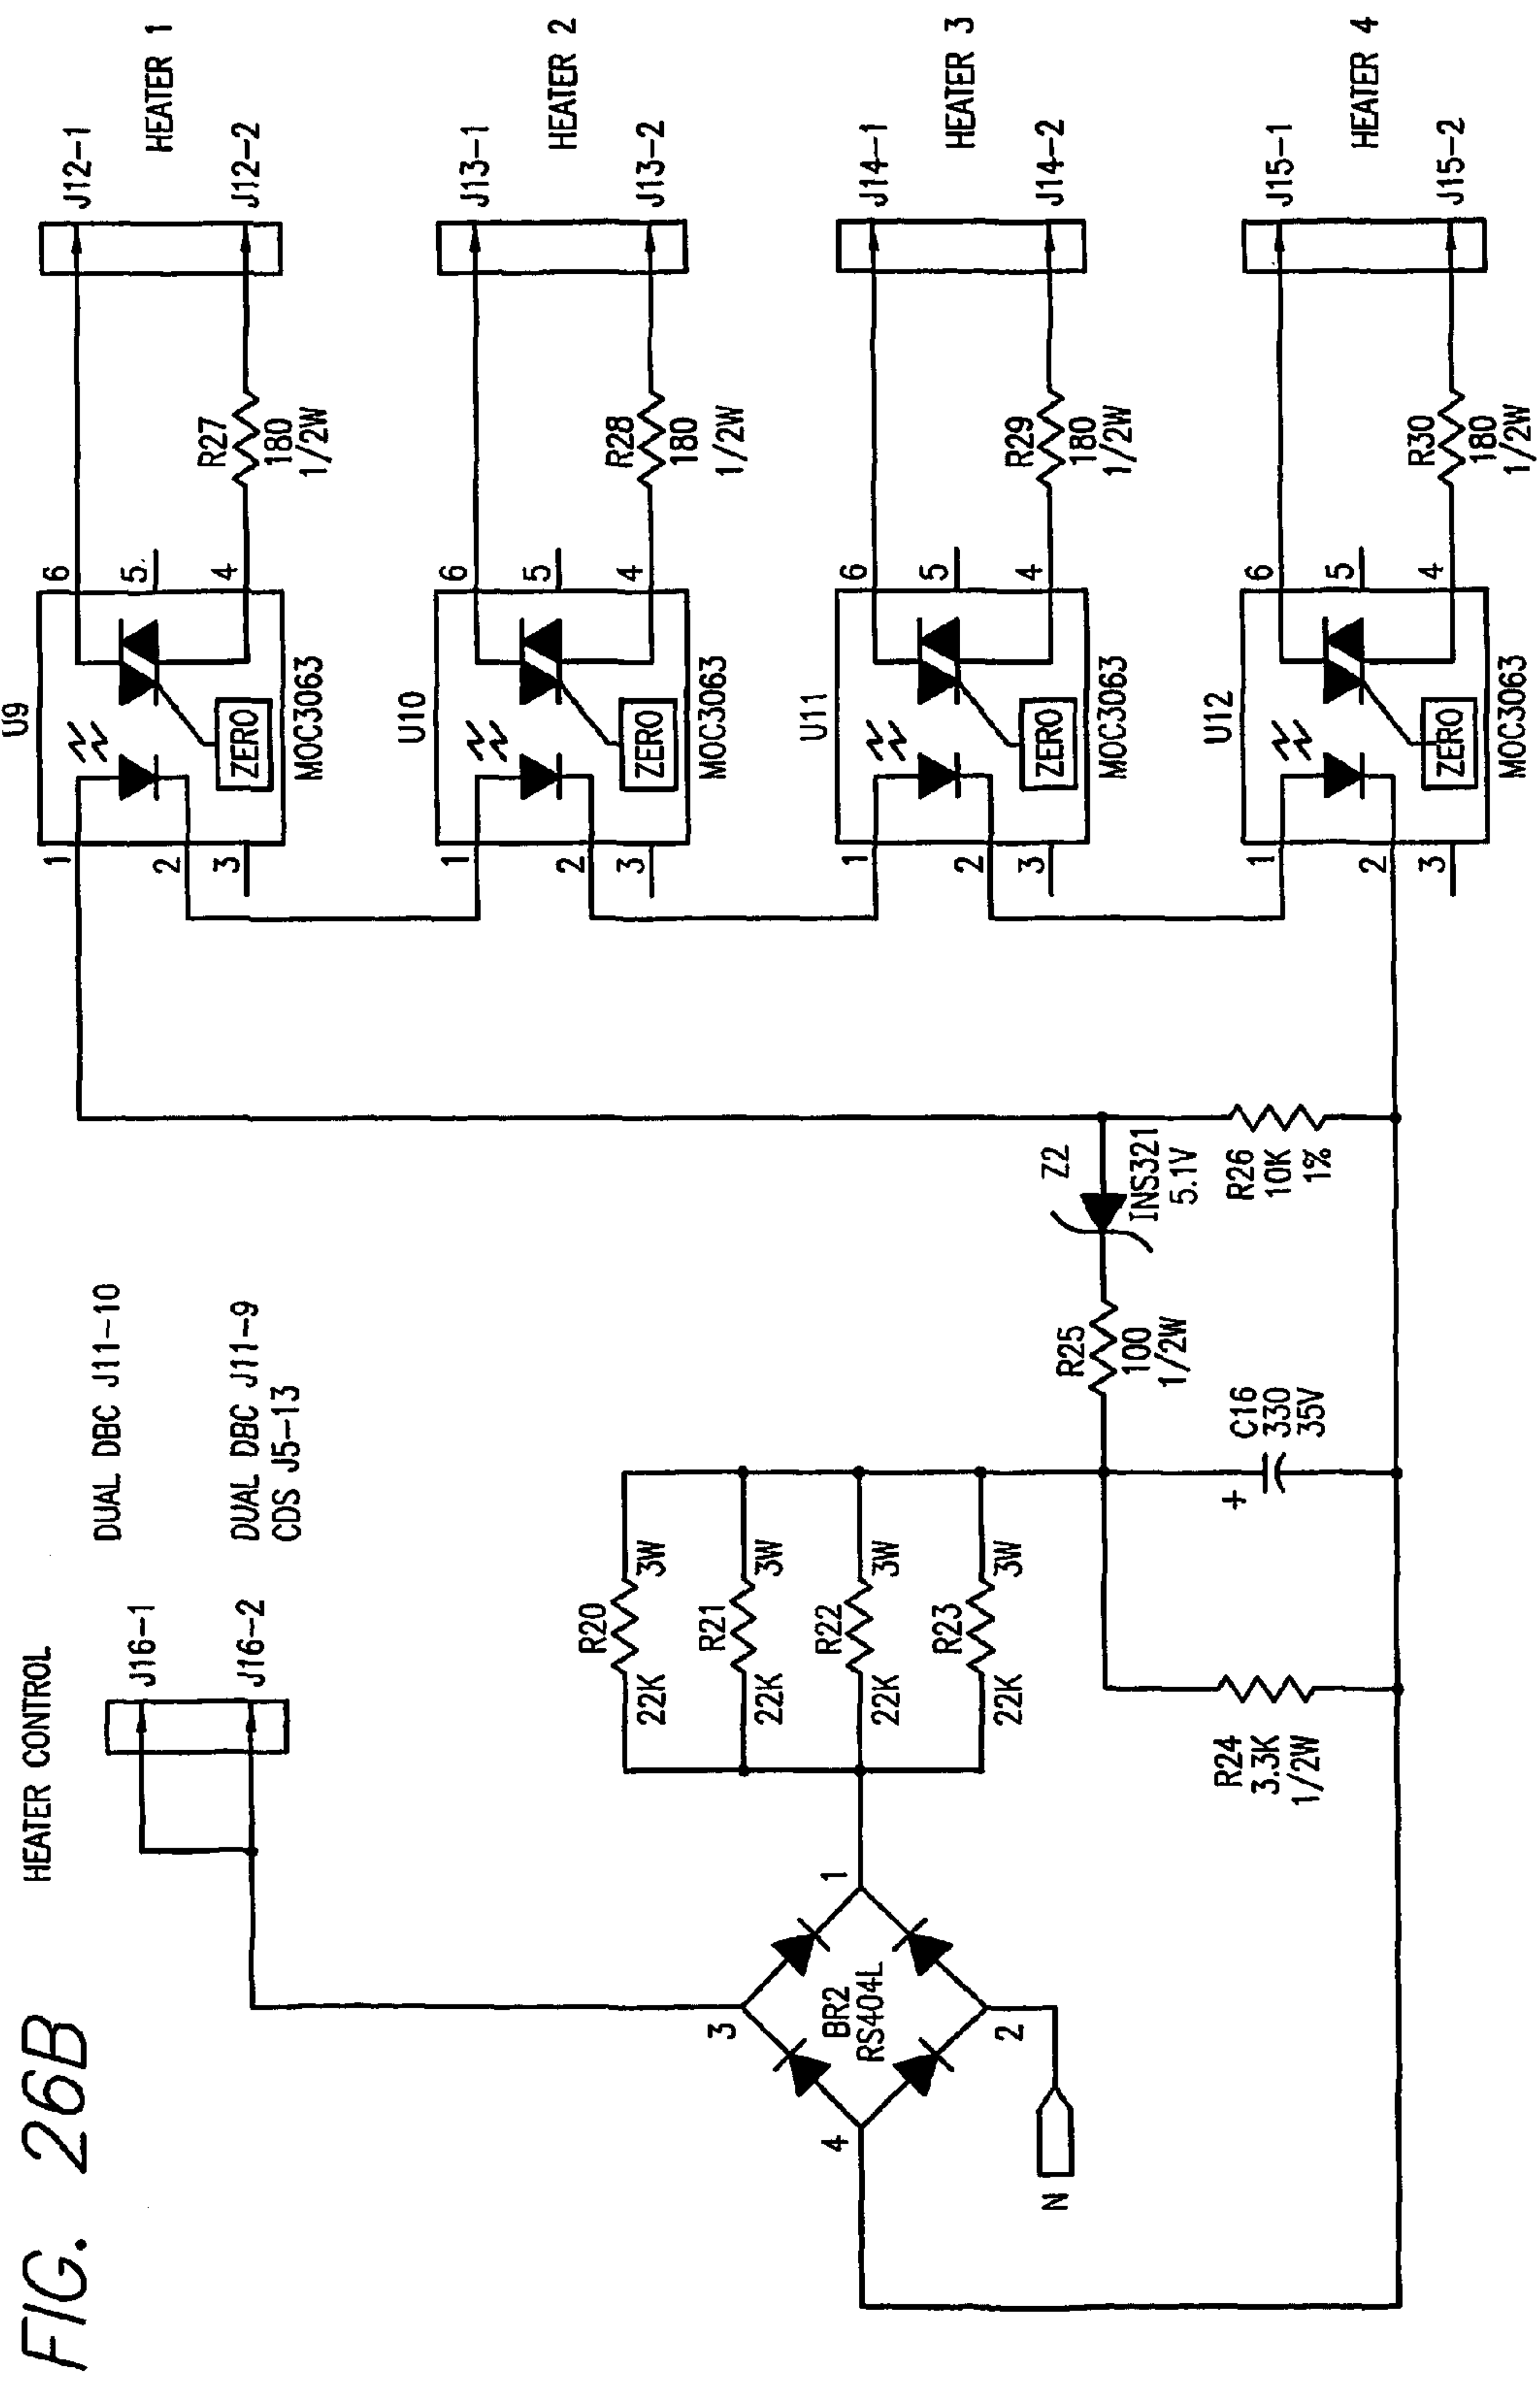 FIG. 26B
HEATER CONTROL
J16-1
J16-2
DUAL DBC J11-10
DUAL DBC J11-9
CDS J5-13
N
BR2
RS404L
1
2
3
4
R20
22K
3W
R21
22K
3W
R22
22K
3W
R23
22K
3W
R24
3.3K
1/2W
+
C16
330
35V
R25
100
1/2W
Z2
INS321
5.1V
R26
10K
1%
U9
1
2
3
6
5
4
ZERO
MOC3063
R27
180
1/2W
J12-1
J12-2
HEATER 1
U10
1
2
3
6
5
4
ZERO
MOC3063
R28
180
1/2W
J13-1
J13-2
HEATER 2
U11
1
2
3
6
5
4
ZERO
MOC3063
R29
180
1/2W
J14-1
J14-2
HEATER 3
U12
1
2
3
6
5
4
ZERO
MOC3063
R30
180
1/2W
J15-1
J15-2
HEATER 4